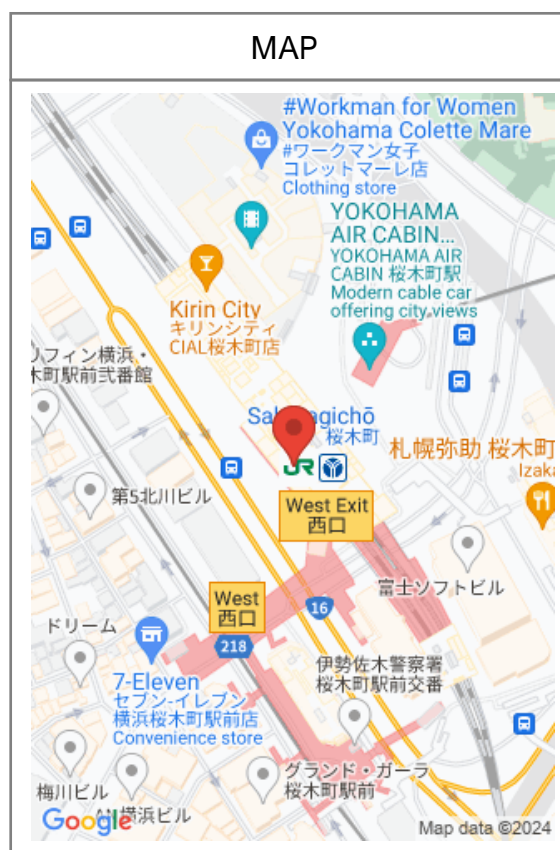 MAP
#Workman for Women
Yokohama Colette Mare
#ワークマン女子
コレットマーレ店
Clothing store
YOKOHAMA
AIR CABIN...
YOKOHAMA AIR
CABIN 桜木町駅
Modern cable car
offering city views
Kirin City
キリンシティ
CIAL桜木町店
リフィン横浜・
木町駅前弐番館
桜木町
JR
札幌弥助 桜木町
Izaka
第5北川ビル
West Exit
西口
富士ソフトビル
West
西口
16
218
ドリーム
伊勢佐木警察署
桜木町駅前交番
7-Eleven
セブン-イレブン
横浜桜木町駅前店
Convenience store
グランド・ガーラ
桜木町駅前
梅川ビル
横浜ビル
Google
Map data ©2024